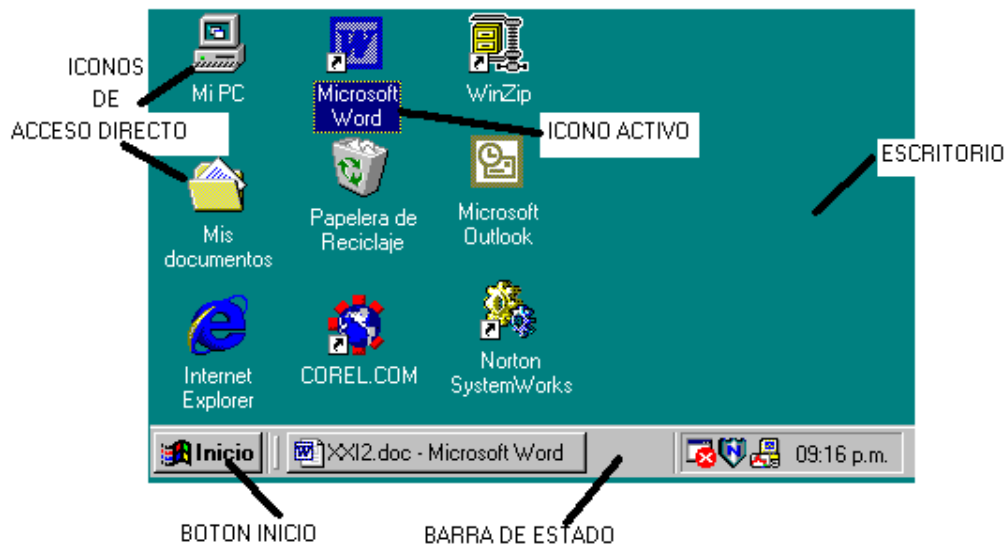 ICONOS
DE
ACCESO DIRECTO
Mi PC
Microsoft
Word
WinZip
ICONO ACTIVO
ESCRITORIO
Mis
documentos
Papelera de
Reciclaje
Microsoft
Outlook
Internet
Explorer
COREL.COM
Norton
SystemWorks
Inicio
XXI2.doc - Microsoft Word
09:16 p.m.
BOTON INICIO
BARRA DE ESTADO